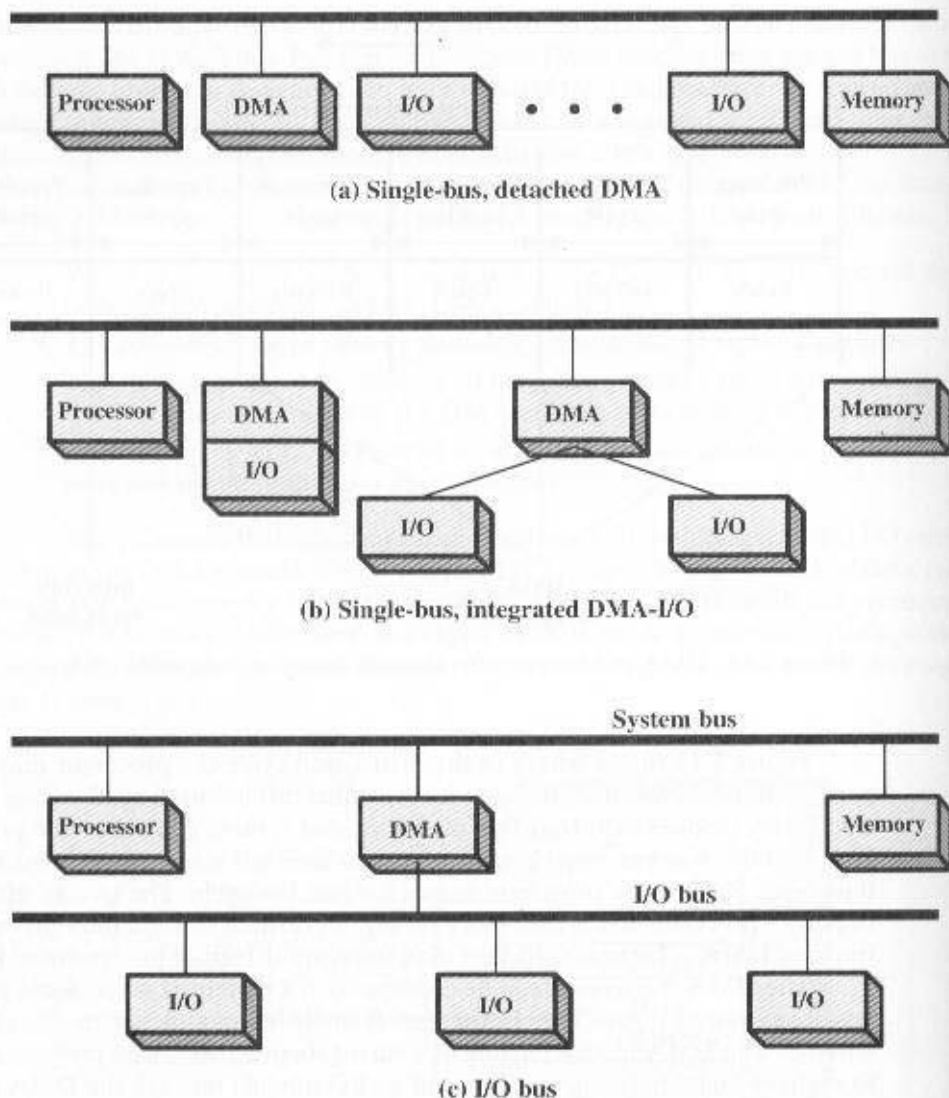 Processor DMA I/O • • • I/O Memory
(a) Single-bus, detached DMA
Processor DMA DMA Memory
I/O
I/O I/O
(b) Single-bus, integrated DMA-I/O
System bus
Processor DMA Memory
I/O bus
I/O I/O I/O
(c) I/O bus